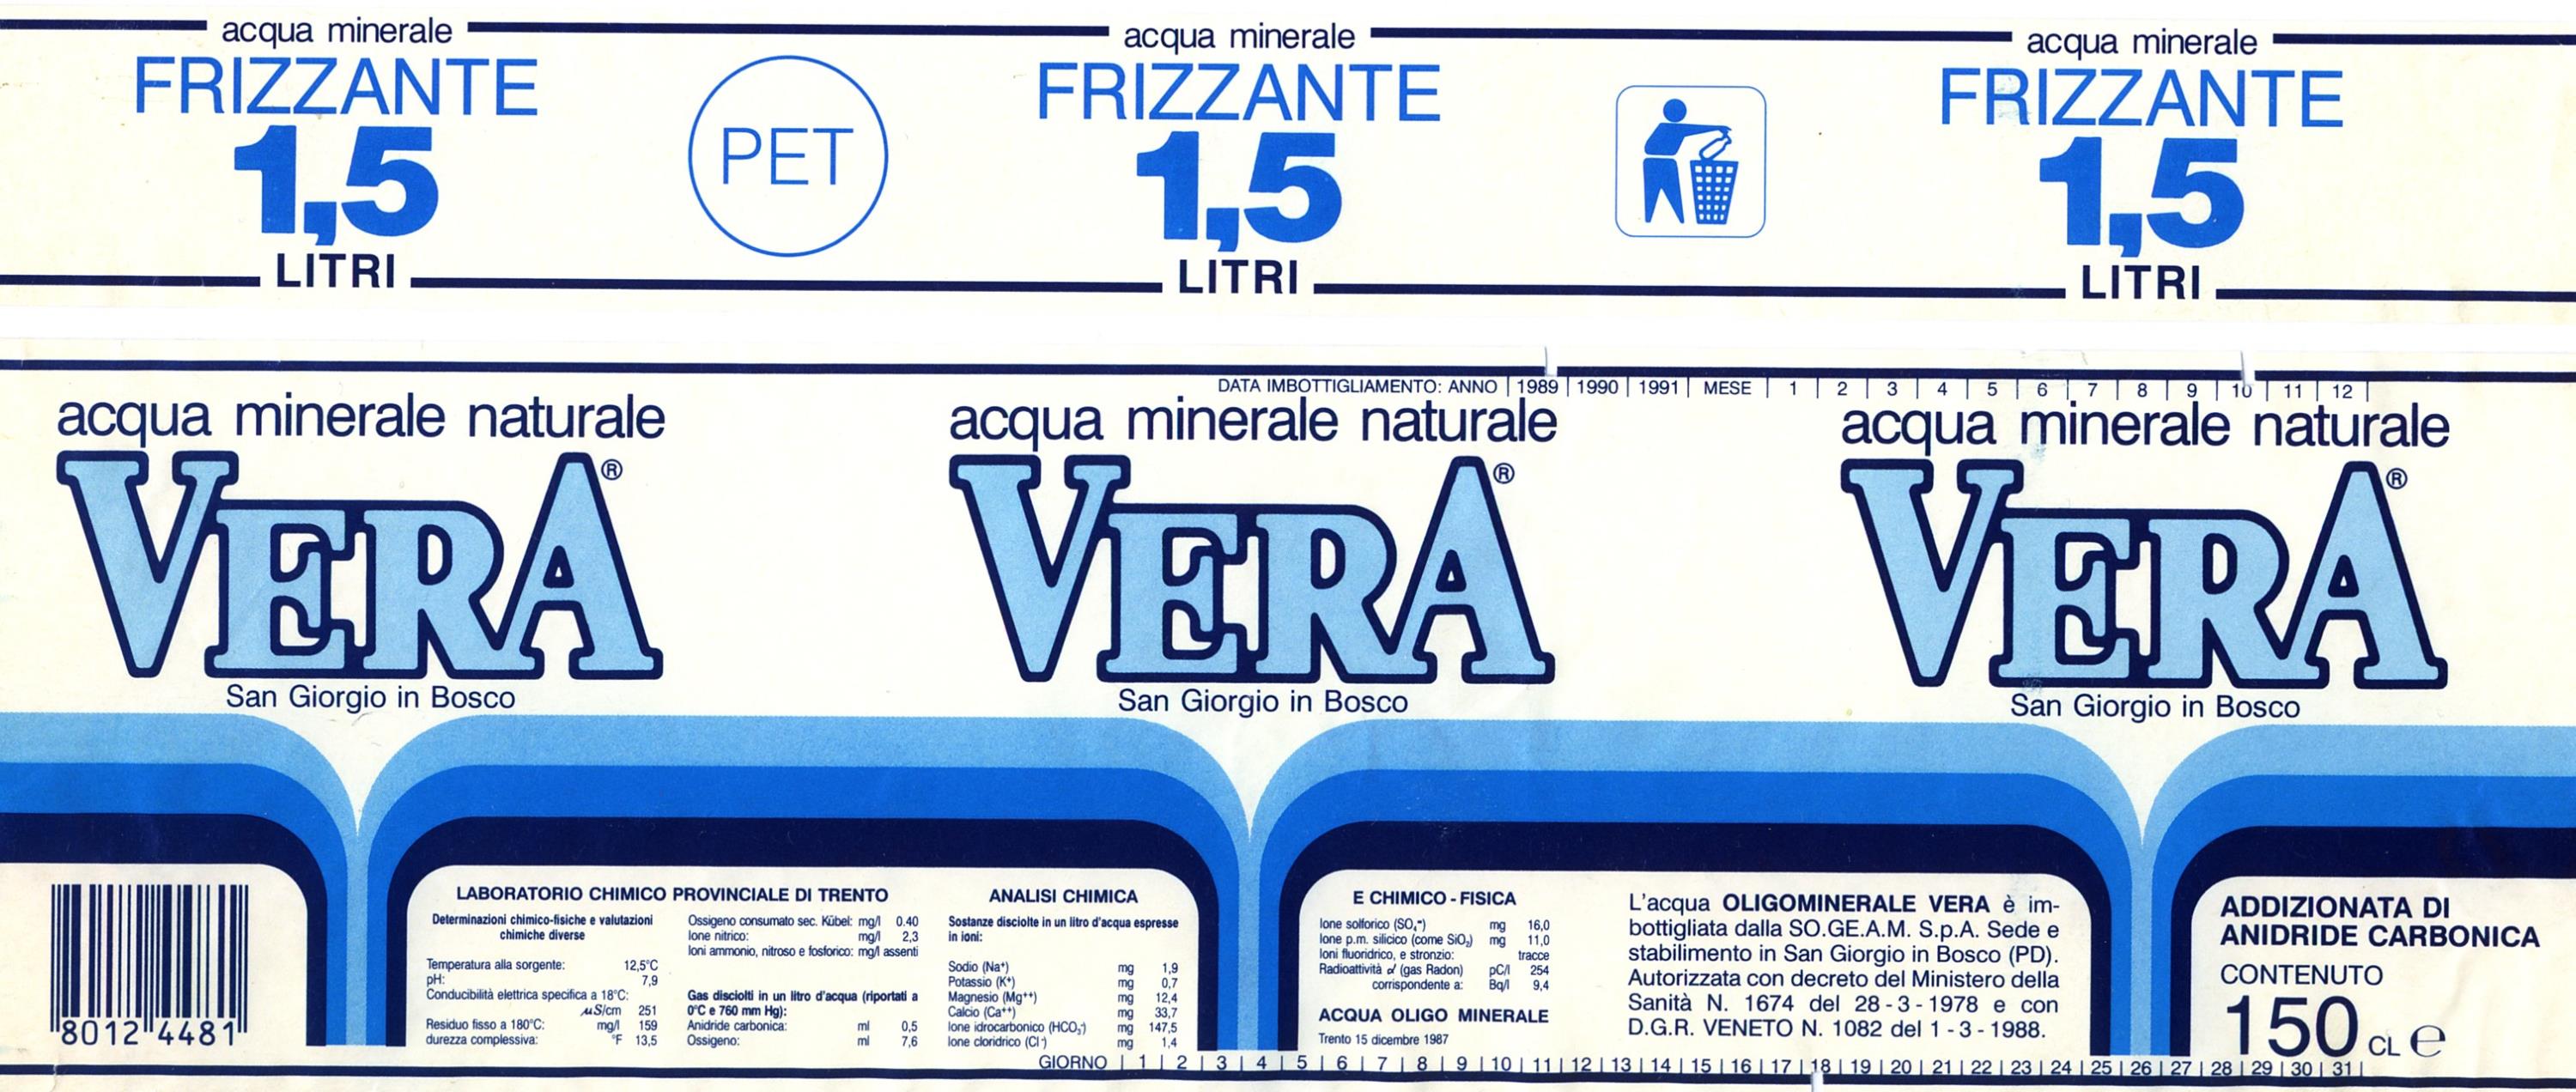 acqua minerale
FRIZZANTE
1,5
LITRI
PET
acqua minerale
FRIZZANTE
1,5
LITRI
acqua minerale
FRIZZANTE
1,5
LITRI
DATA IMBOTTIGLIAMENTO: ANNO | 1989 | 1990 | 1991 | MESE | 1 | 2 | 3 | 4 | 5 | 6 | 7 | 8 | 9 | 10 | 11 | 12 |
acqua minerale naturale
VERA®
San Giorgio in Bosco
acqua minerale naturale
VERA®
San Giorgio in Bosco
acqua minerale naturale
VERA®
San Giorgio in Bosco
8012 4481
LABORATORIO CHIMICO PROVINCIALE DI TRENTO
Determinazioni chimico-fisiche e valutazioni
chimiche diverse
Temperatura alla sorgente: 12,5°C
pH: 7,9
Conducibilità elettrica specifica a 18°C:
µS/cm 251
Residuo fisso a 180°C: mg/l 159
durezza complessiva: °F 13,5
Ossigeno consumato sec. Kübel: mg/l 0.40
Ione nitrico: mg/l 2,3
Ioni ammonio, nitroso e fosforico: mg/l assenti
Gas disciolti in un litro d'acqua (riportati a
0°C e 760 mm Hg):
Anidride carbonica: ml 0,5
Ossigeno: ml 7,6
ANALISI CHIMICA
Sostanze disciolte in un litro d'acqua espresse
in ioni:
Sodio (Na⁺) mg 1,9
Potassio (K⁺) mg 0,7
Magnesio (Mg⁺⁺) mg 12,4
Calcio (Ca⁺⁺) mg 33,7
Ione idrocarbonico (HCO₃⁻) mg 147,5
Ione cloridrico (Cl⁻) mg 1,4
E CHIMICO - FISICA
Ione solforico (SO₄⁼) mg 16,0
Ione p.m. silicico (come SiO₂) mg 11,0
Ioni fluoridrico, e stronzio: tracce
Radioattività α (gas Radon) pC/l 254
corrispondente a: Bq/l 9,4
ACQUA OLIGO MINERALE
Trento 15 dicembre 1987
L'acqua OLIGOMINERALE VERA è im-
bottigliata dalla SO.GE.A.M. S.p.A. Sede e
stabilimento in San Giorgio in Bosco (PD).
Autorizzata con decreto del Ministero della
Sanità N. 1674 del 28 - 3 - 1978 e con
D.G.R. VENETO N. 1082 del 1 - 3 - 1988.
ADDIZIONATA DI
ANIDRIDE CARBONICA
CONTENUTO
150 CL ℮
GIORNO | 1 | 2 | 3 | 4 | 5 | 6 | 7 | 8 | 9 | 10 | 11 | 12 | 13 | 14 | 15 | 16 | 17 | 18 | 19 | 20 | 21 | 22 | 23 | 24 | 25 | 26 | 27 | 28 | 29 | 30 | 31 |